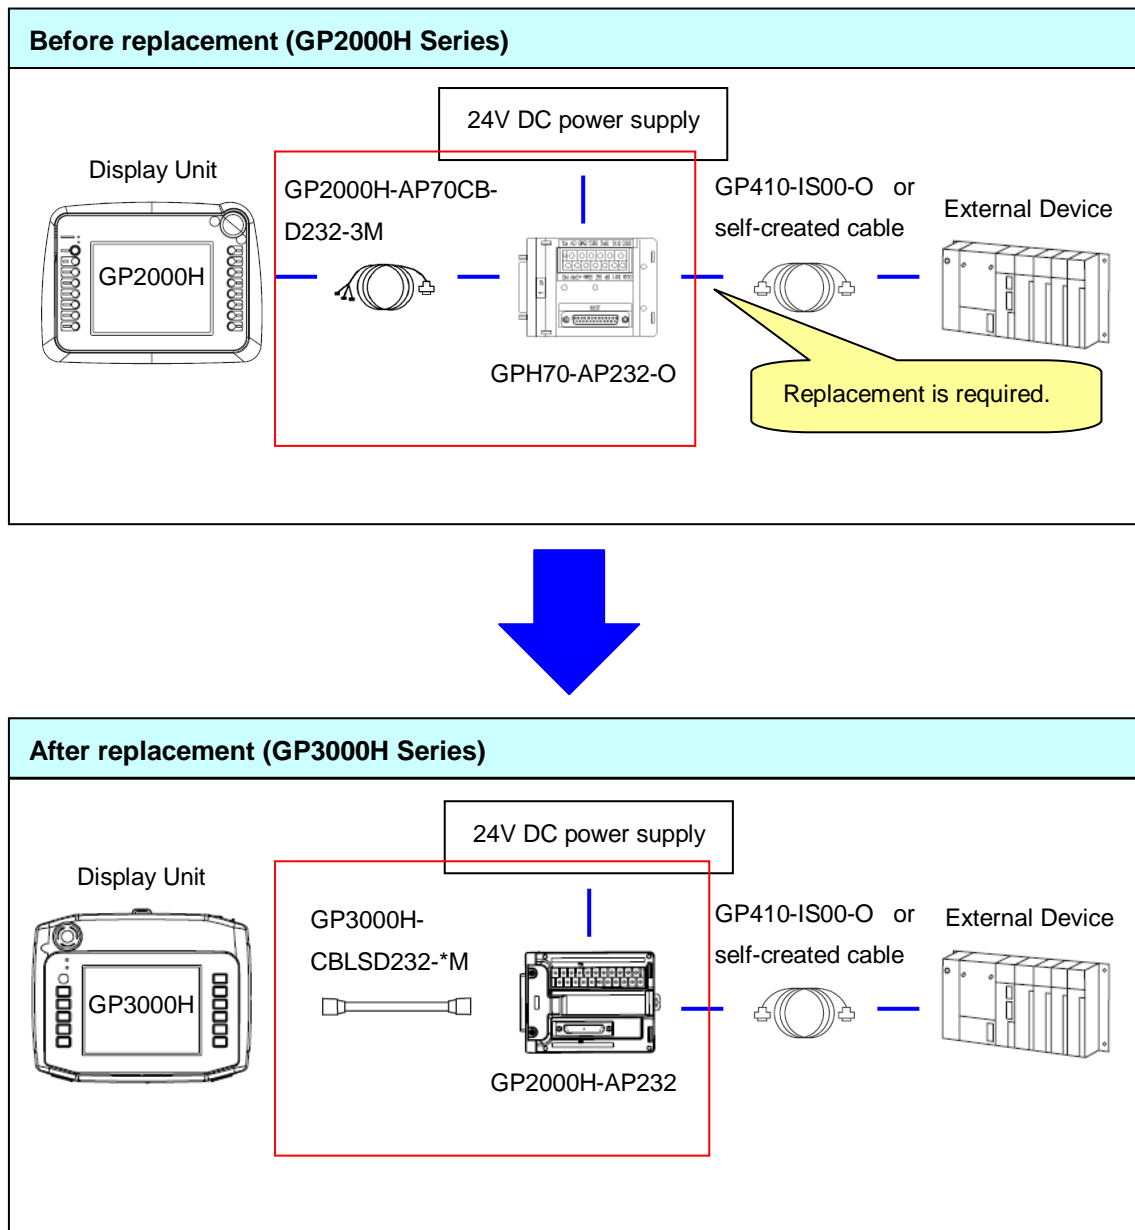 Before replacement (GP2000H Series)
24V DC power supply
Display Unit
GP2000H-AP70CB-
D232-3M
GP410-IS00-O or
self-created cable
External Device
GP2000H
GPH70-AP232-O
Replacement is required.
After replacement (GP3000H Series)
24V DC power supply
Display Unit
GP3000H-
CBLSD232-*M
GP410-IS00-O or
self-created cable
External Device
GP3000H
GP2000H-AP232